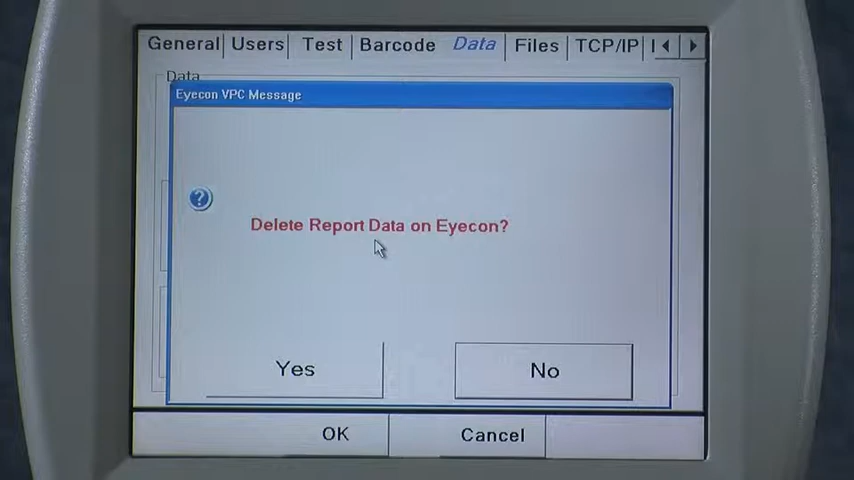 General Users Test Barcode Data Files TCP/IP
Data
Eyecon VPC Message
Delete Report Data on Eyecon?
Yes No
OK Cancel